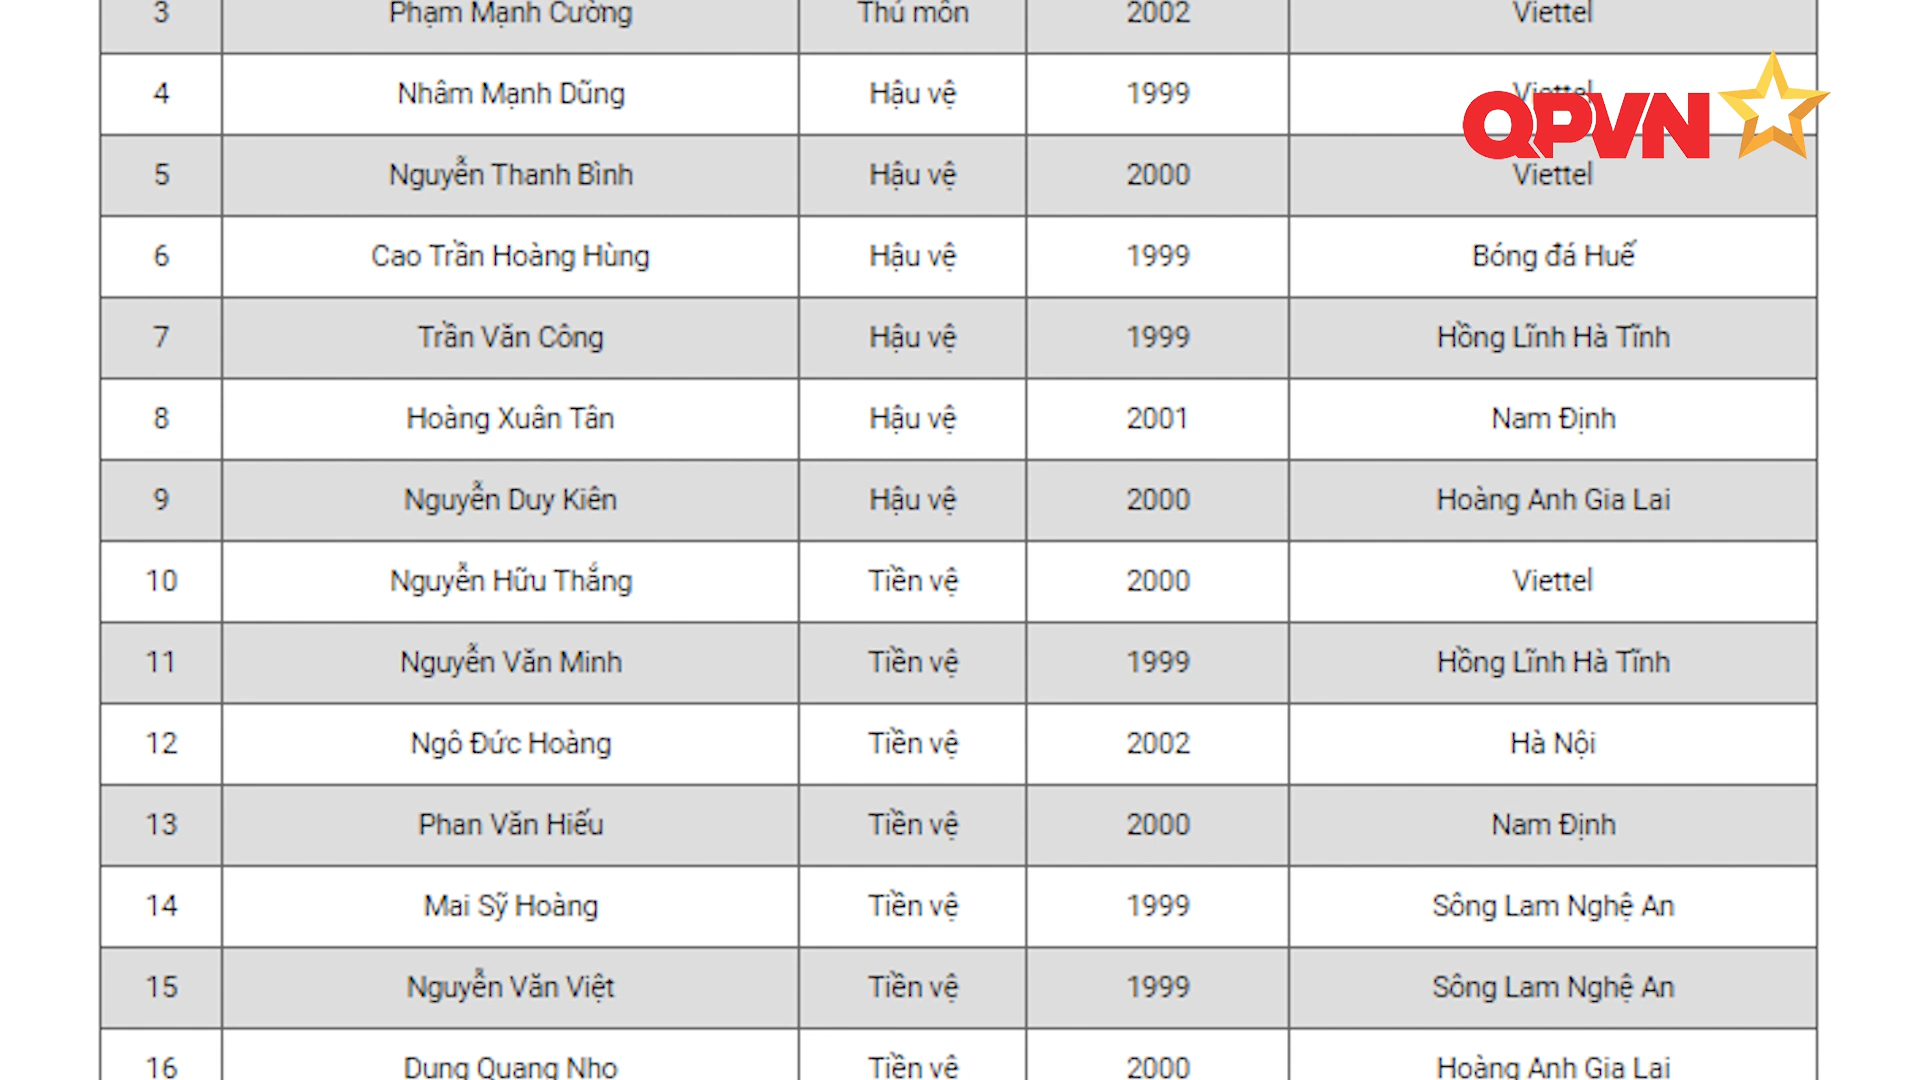 3 Phạm Mạnh Cường Thủ môn 2002 Viettel
4 Nhâm Mạnh Dũng Hậu vệ 1999 Viettel
QPVN
5 Nguyễn Thanh Bình Hậu vệ 2000 Viettel
6 Cao Trần Hoàng Hùng Hậu vệ 1999 Bóng đá Huế
7 Trần Văn Công Hậu vệ 1999 Hồng Lĩnh Hà Tĩnh
8 Hoàng Xuân Tân Hậu vệ 2001 Nam Định
9 Nguyễn Duy Kiên Hậu vệ 2000 Hoàng Anh Gia Lai
10 Nguyễn Hữu Thắng Tiền vệ 2000 Viettel
11 Nguyễn Văn Minh Tiền vệ 1999 Hồng Lĩnh Hà Tĩnh
12 Ngô Đức Hoàng Tiền vệ 2002 Hà Nội
13 Phan Văn Hiếu Tiền vệ 2000 Nam Định
14 Mai Sỹ Hoàng Tiền vệ 1999 Sông Lam Nghệ An
15 Nguyễn Văn Việt Tiền vệ 1999 Sông Lam Nghệ An
16 Dụng Quang Nho Tiền vệ 2000 Hoàng Anh Gia Lai